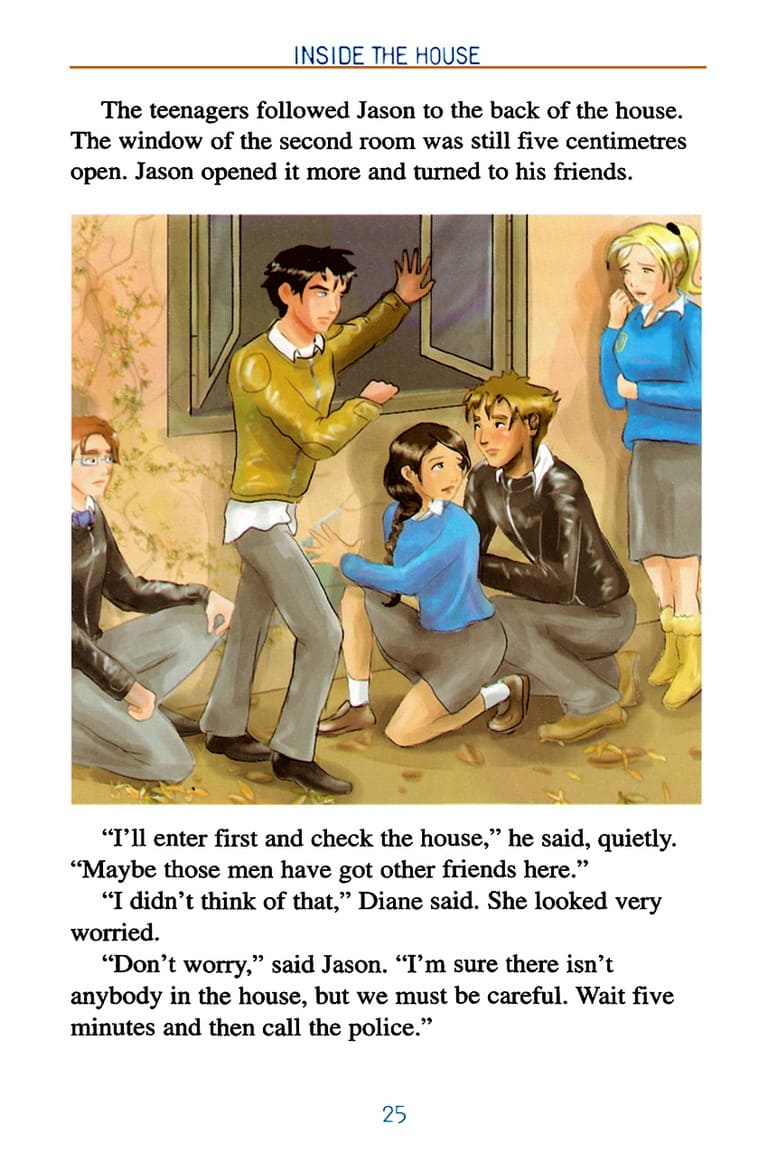 INSIDE THE HOUSE
The teenagers followed Jason to the back of the house.
The window of the second room was still five centimetres
open. Jason opened it more and turned to his friends.
“I’ll enter first and check the house,” he said, quietly.
“Maybe those men have got other friends here.”
“I didn’t think of that,” Diane said. She looked very
worried.
“Don’t worry,” said Jason. “I’m sure there isn’t
anybody in the house, but we must be careful. Wait five
minutes and then call the police.”
25